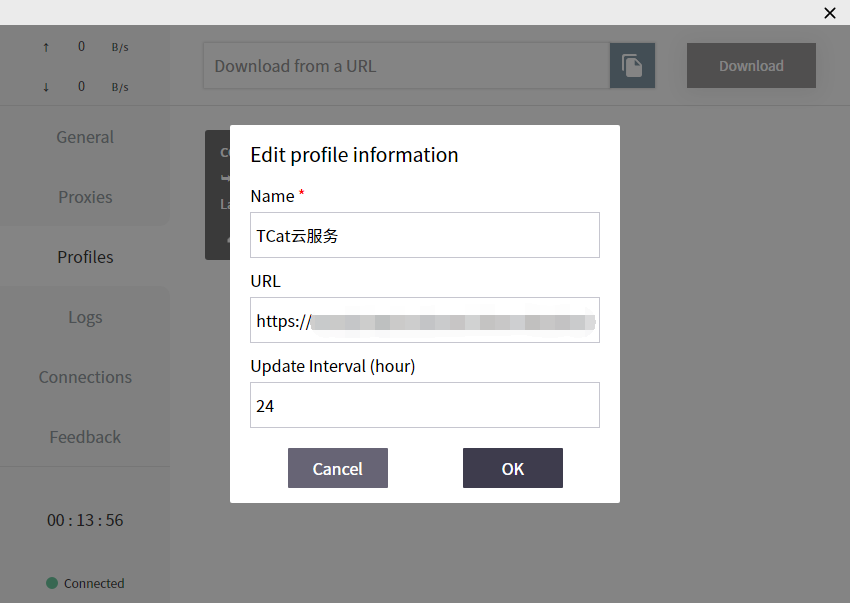 ↑ 0 B/s
↓ 0 B/s
Download from a URL
Download
General
Proxies
Profiles
Logs
Connections
Feedback
00 : 13 : 56
Connected
Edit profile information
Name *
TCat云服务
URL
https://
Update Interval (hour)
24
Cancel
OK